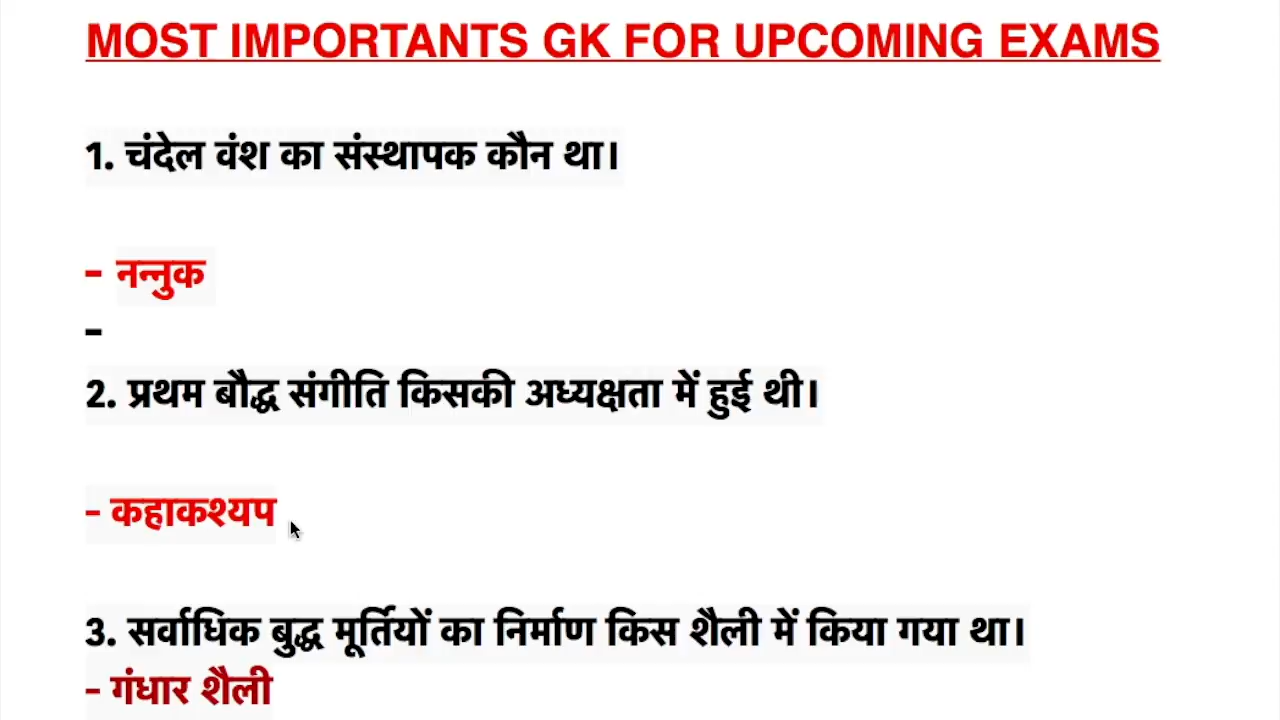 MOST IMPORTANTS GK FOR UPCOMING EXAMS
1. चंदेल वंश का संस्थापक कौन था।
- नन्नुक
-
2. प्रथम बौद्ध संगीति किसकी अध्यक्षता में हुई थी।
- कहाकश्यप
3. सर्वाधिक बुद्ध मूर्तियों का निर्माण किस शैली में किया गया था।
- गंधार शैली